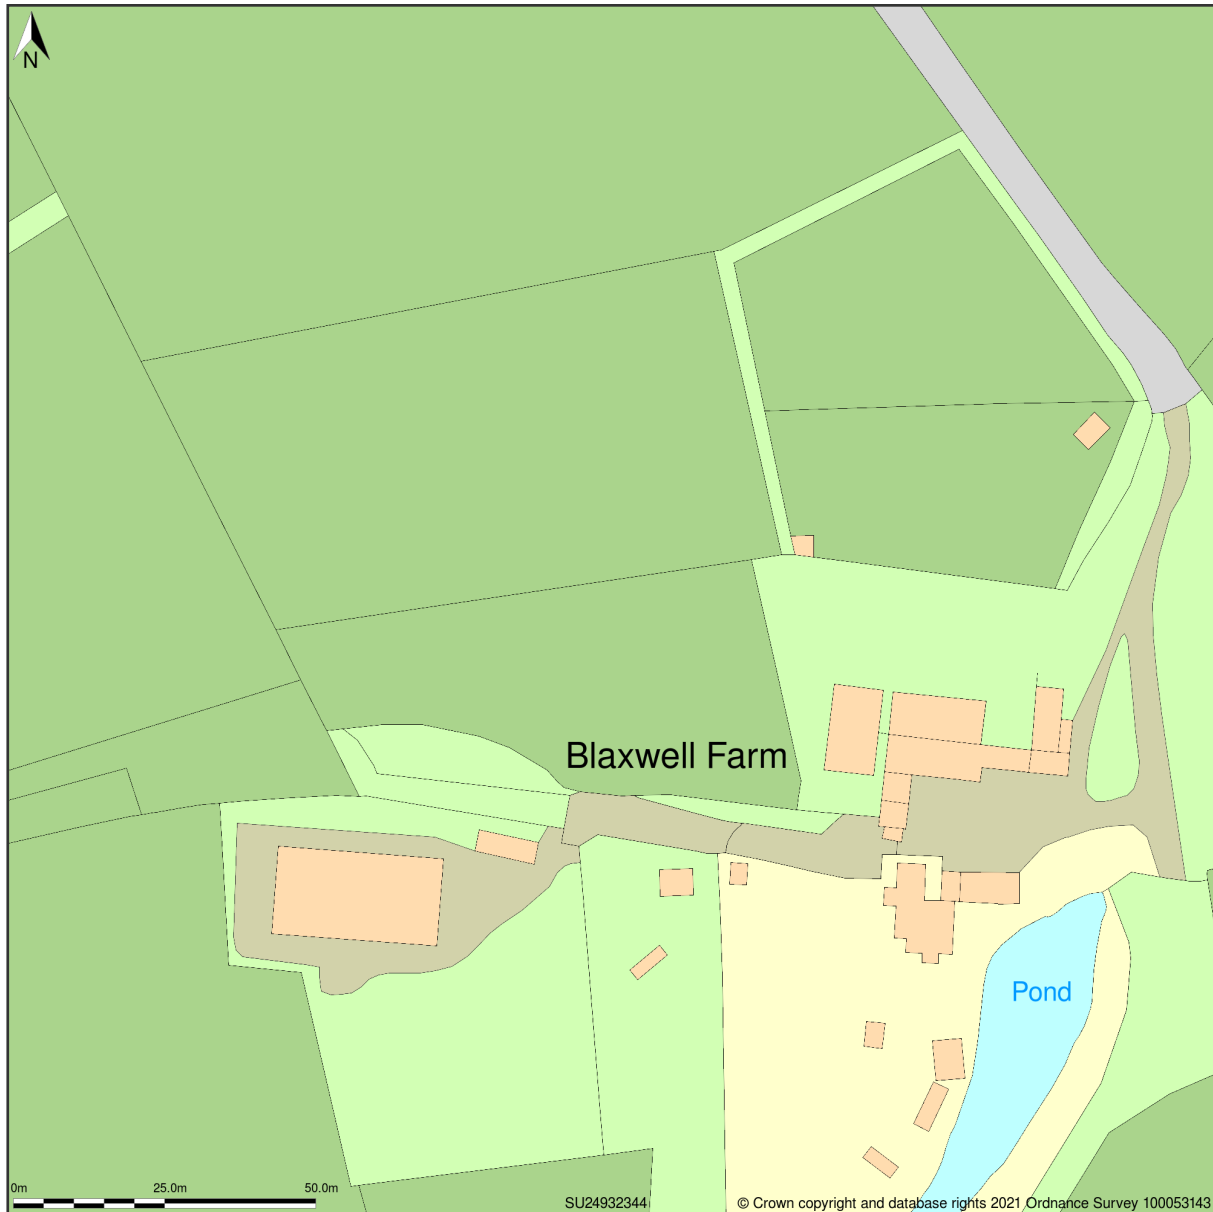 N
Blaxwell Farm
Pond
0m 25.0m 50.0m
SU24932344 © Crown copyright and database rights 2021 Ordnance Survey 100053143